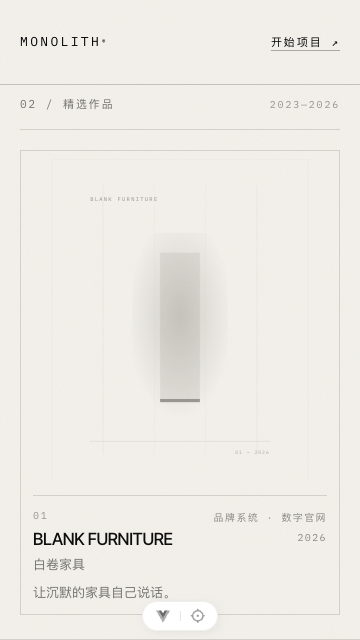 MONOLITH
开始项目 ↗
02 / 精选作品
2023—2026
BLANK FURNITURE
01 — 2026
01
品牌系统 · 数字官网
BLANK FURNITURE
2026
白卷家具
让沉默的家具自己说话。